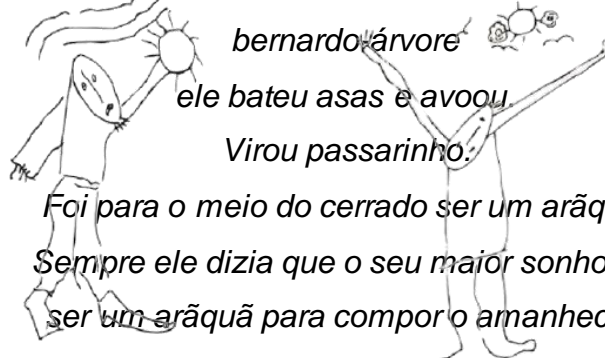 bernardo-árvore
ele bateu asas e avoou.
Virou passarinho.
Foi para o meio do cerrado ser um arãq
Sempre ele dizia que o seu maior sonho
ser um arãquã para compor o amanhec